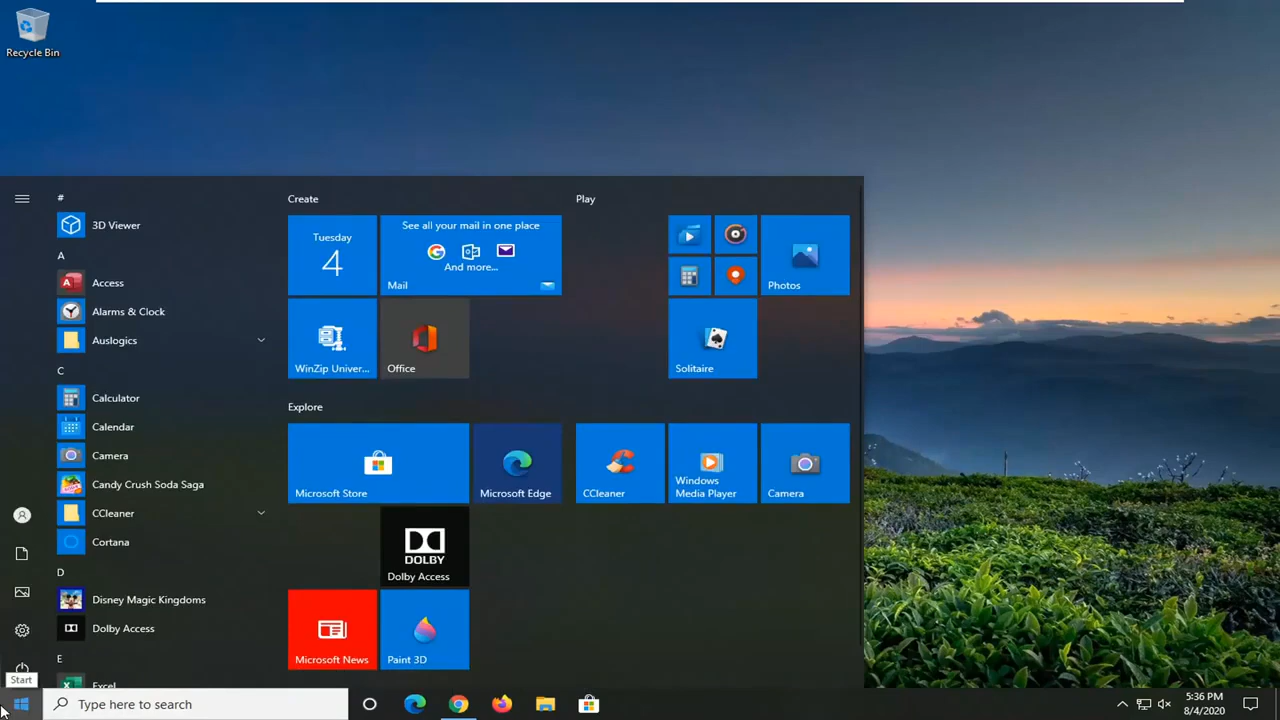 Recycle Bin
#
3D Viewer
A
Access
Alarms & Clock
Auslogics
C
Calculator
Calendar
Camera
Candy Crush Soda Saga
CCleaner
Cortana
D
Disney Magic Kingdoms
Dolby Access
E
Excel
Start
Create
Tuesday
4
See all your mail in one place
And more...
Mail
WinZip Univer...
Office
Explore
Microsoft Store
Microsoft Edge
DOLBY
Dolby Access
Microsoft News
Paint 3D
Play
Photos
Solitaire
CCleaner
Windows
Media Player
Camera
Type here to search
5:36 PM
8/4/2020